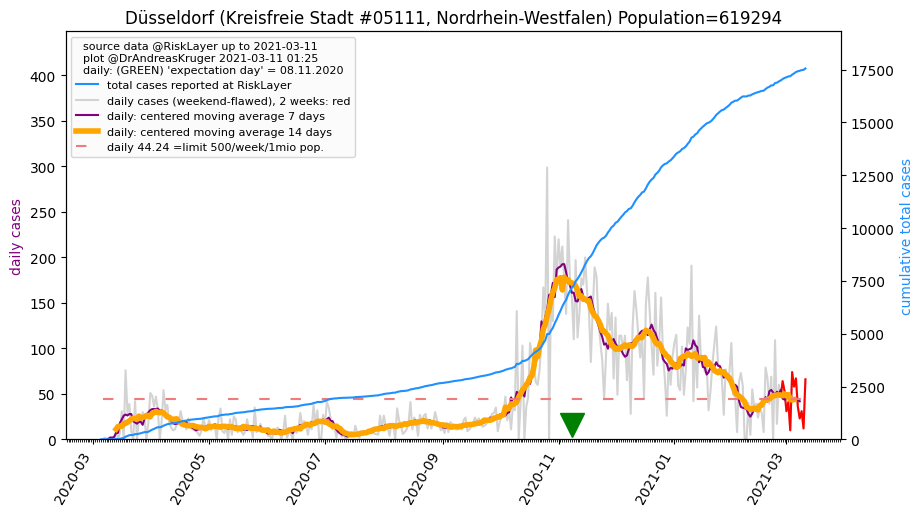 Düsseldorf (Kreisfreie Stadt #05111, Nordrhein-Westfalen) Population=619294
source data @RiskLayer up to 2021-03-11
plot @DrAndreasKruger 2021-03-11 01:25
daily: (GREEN) 'expectation day' = 08.11.2020
total cases reported at RiskLayer
daily cases (weekend-flawed), 2 weeks: red
daily: centered moving average 7 days
daily: centered moving average 14 days
daily 44.24 =limit 500/week/1mio pop.
daily cases
400
350
300
250
200
150
100
50
0
cumulative total cases
17500
15000
12500
10000
7500
5000
2500
0
2020-03
2020-05
2020-07
2020-09
2020-11
2021-01
2021-03